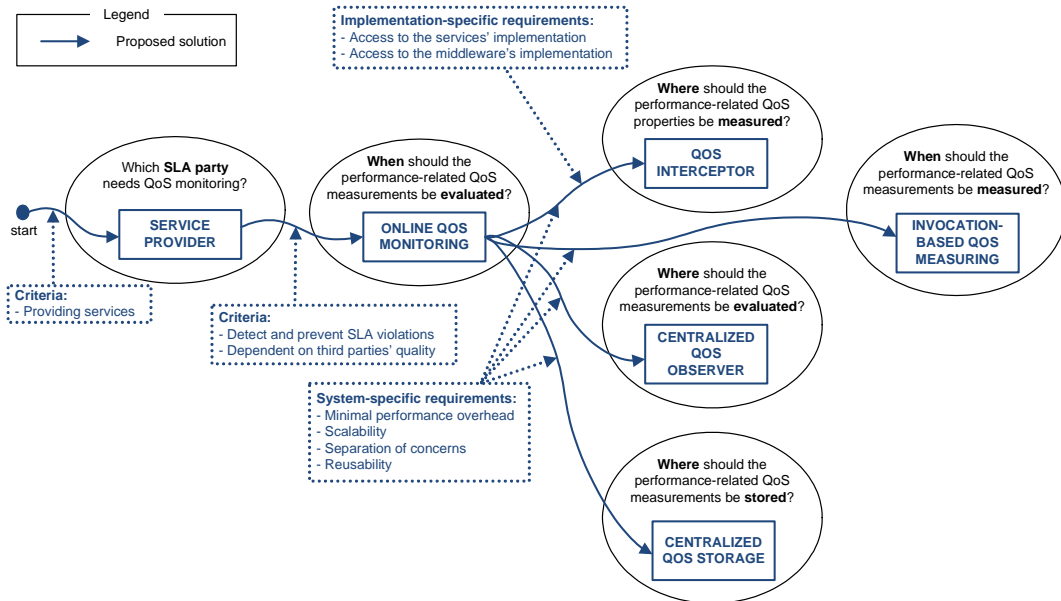 Legend
Proposed solution
Implementation-specific requirements:
- Access to the services' implementation
- Access to the middleware's implementation
Where should the
performance-related QoS
properties be measured?
QOS
INTERCEPTOR
Which SLA party
needs QoS monitoring?
SERVICE
PROVIDER
start
When should the
performance-related QoS
measurements be evaluated?
ONLINE QOS
MONITORING
When should the
performance-related QoS
measurements be measured?
INVOCATION-
BASED QOS
MEASURING
Criteria:
- Providing services
Criteria:
- Detect and prevent SLA violations
- Dependent on third parties' quality
Where should the
performance-related QoS
measurements be evaluated?
CENTRALIZED
QOS
OBSERVER
System-specific requirements:
- Minimal performance overhead
- Scalability
- Separation of concerns
- Reusability
Where should the
performance-related QoS
measurements be stored?
CENTRALIZED
QOS STORAGE